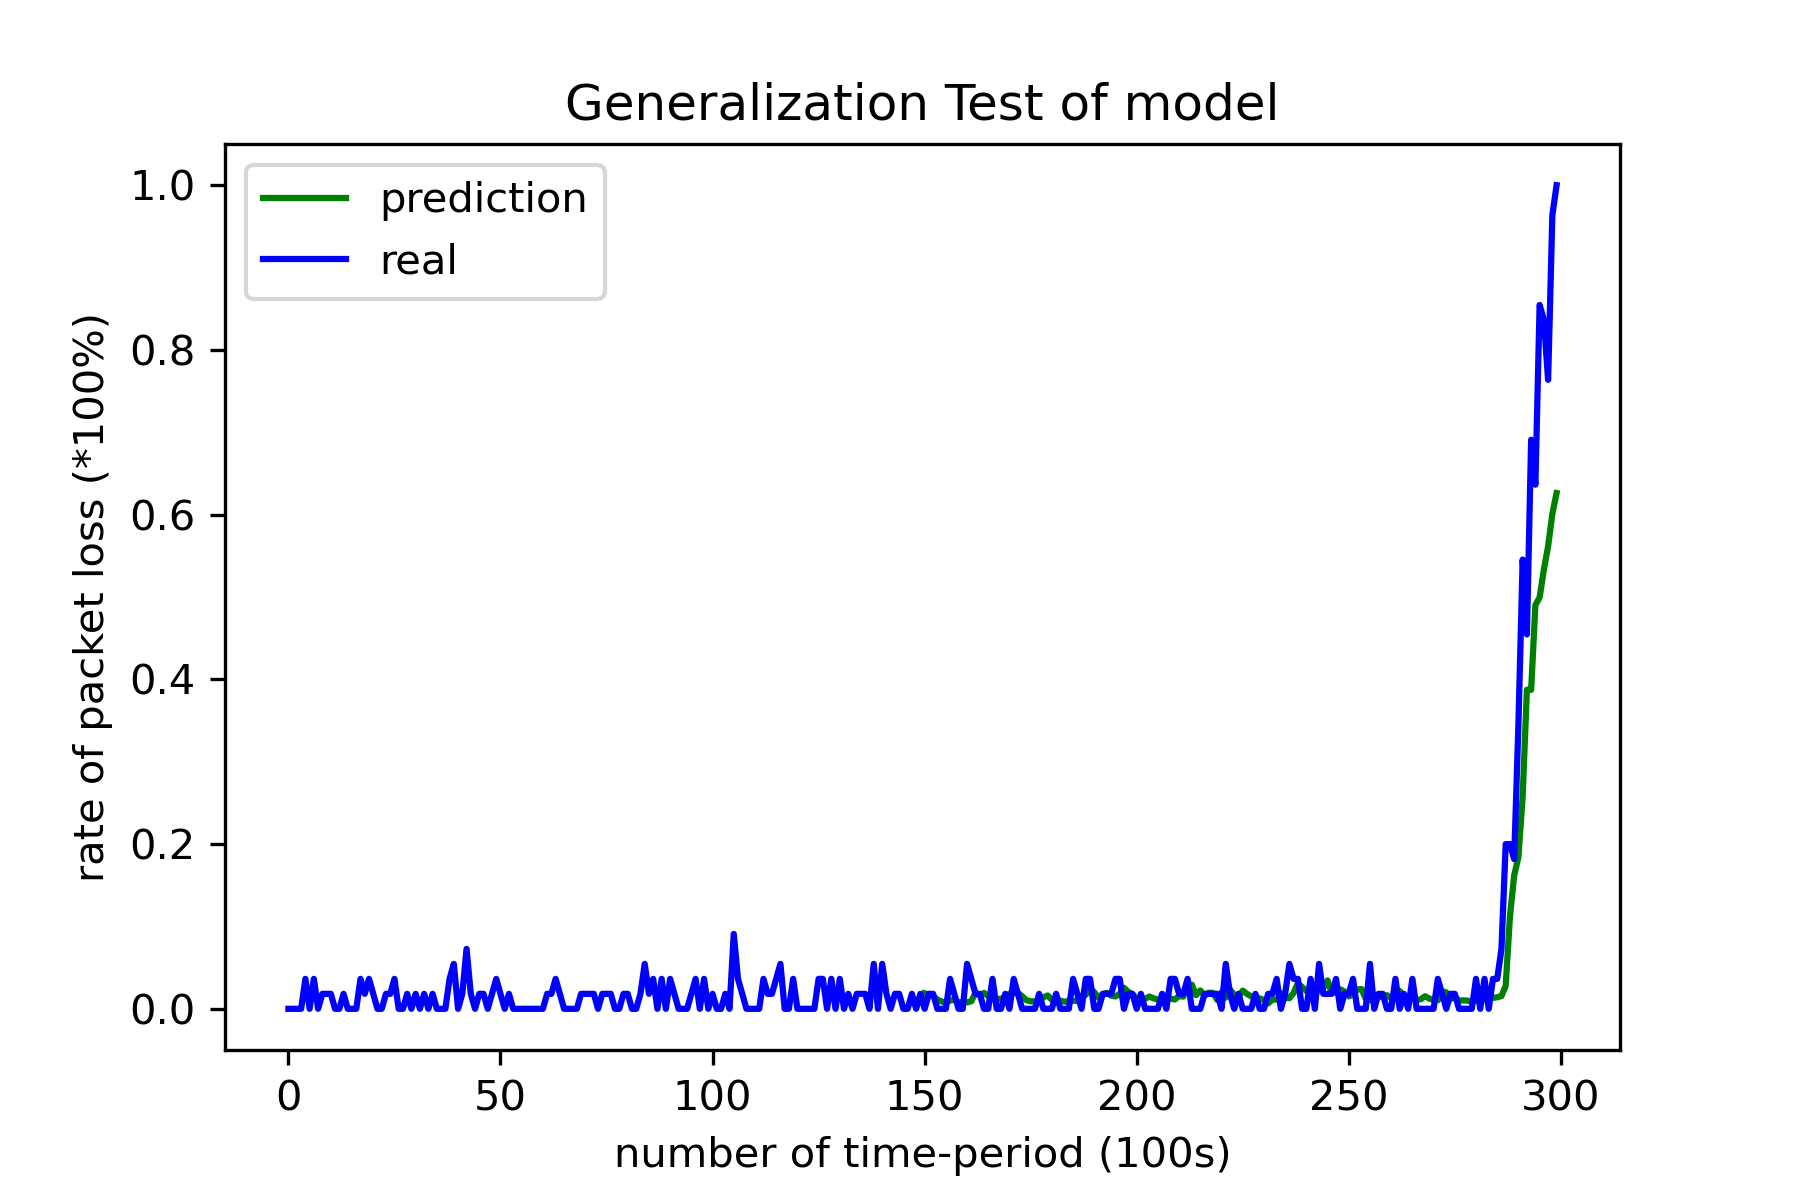 Generalization Test of model
prediction
real
rate of packet loss (*100%)
1.0
0.8
0.6
0.4
0.2
0.0
0 50 100 150 200 250 300
number of time-period (100s)